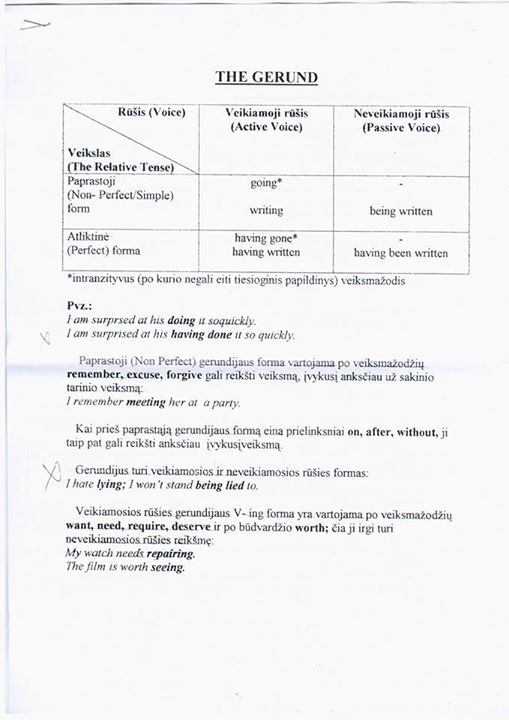 THE GERUND
Rūšis (Voice)
Veikslas
(The Relative Tense)
Veikiamoji rūšis
(Active Voice)
Neveikiamoji rūšis
(Passive Voice)
Paprastoji
(Non- Perfect/Simple)
form
going*
-
writing
being written
Atliktinė
(Perfect) forma
having gone*
-
having written
having been written
*intranzityvus (po kurio negali eiti tiesioginis papildinys) veiksmažodis
Pvz.:
I am surprsed at his doing it soquickly.
I am surprised at his having done it so quickly.
Paprastoji (Non Perfect) gerundijaus forma vartojama po veiksmažodžių
remember, excuse, forgive gali reikšti veiksmą, įvykusį anksčiau už sakinio
tarinio veiksmą:
I remember meeting her at a party.
Kai prieš paprastąją gerundijaus formą eina prielinksniai on, after, without, ji
taip pat gali reikšti anksčiau įvykusįveiksmą.
Gerundijus turi veikiamosios ir neveikiamosios rūšies formas:
I hate lying; I won't stand being lied to.
Veikiamosios rūšies gerundijaus V- ing forma yra vartojama po veiksmažodžių
want, need, require, deserve ir po būdvardžio worth; čia ji irgi turi
neveikiamosios rūšies reikšmę:
My watch needs repairing.
The film is worth seeing.